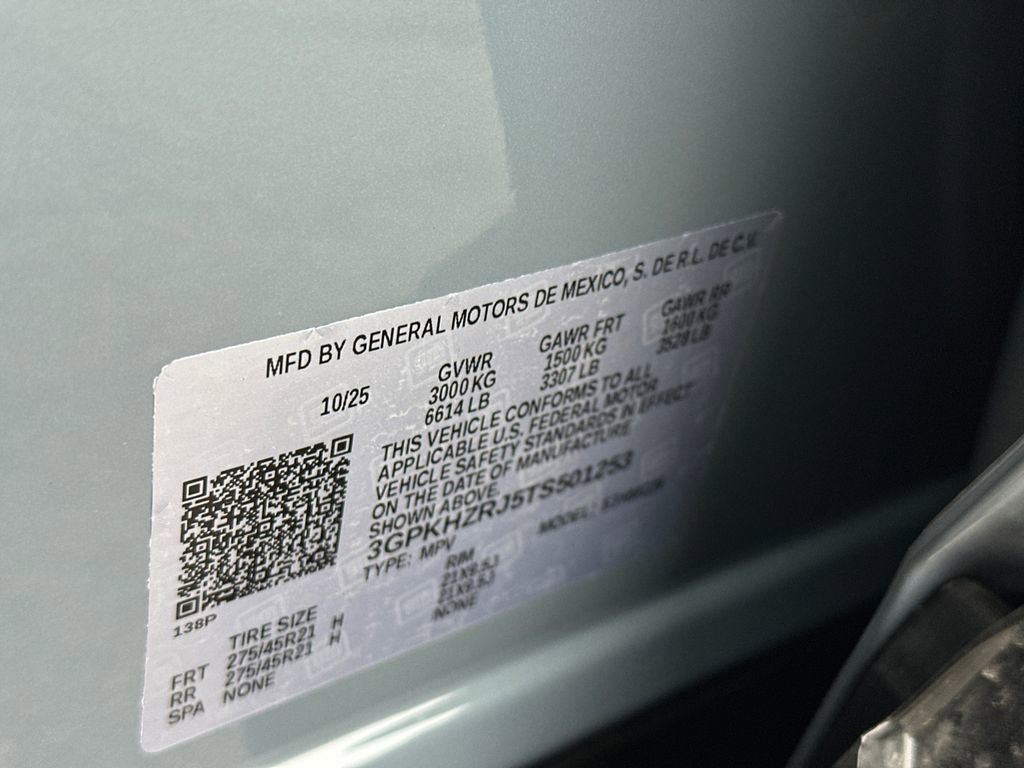 MFD BY GENERAL MOTORS DE MEXICO, S. DE R.L. DE C.V.
10/25 GVWR GAWR FRT GAWR RR
3000 KG 1500 KG 1600 KG
6614 LB 3307 LB 3528 LB
THIS VEHICLE CONFORMS TO ALL
APPLICABLE U.S. FEDERAL MOTOR
VEHICLE SAFETY STANDARDS IN EFFECT
ON THE DATE OF MANUFACTURE
SHOWN ABOVE.
3GPKHZRJ5TS501253
TYPE: MPV MODEL:
138P
TIRE SIZE RIM
FRT 275/45R21 H 21X9.5J
RR 275/45R21 H 21X9.5J
SPA NONE NONE